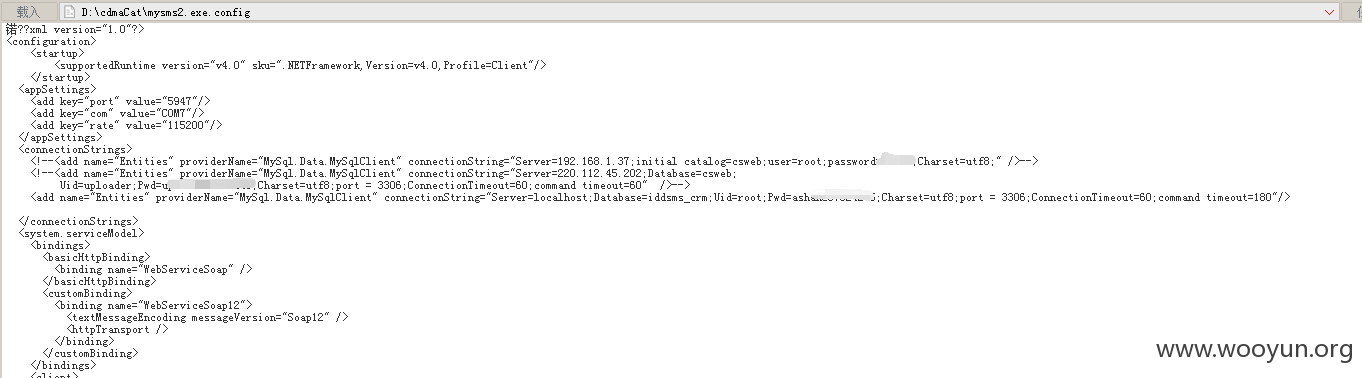 载入 D:\cdmaCat\mysms2.exe.config
锘??xml version="1.0"?>
<configuration>
<startup>
<supportedRuntime version="v4.0" sku=".NETFramework,Version=v4.0,Profile=Client"/>
</startup>
<appSettings>
<add key="port" value="5947"/>
<add key="com" value="COM7"/>
<add key="rate" value="115200"/>
</appSettings>
<connectionStrings>
<!--<add name="Entities" providerName="MySql.Data.MySqlClient" connectionString="Server=192.168.1.37;initial catalog=csweb;user=root;password= ;Charset=utf8;" />-->
<!--<add name="Entities" providerName="MySql.Data.MySqlClient" connectionString="Server=220.112.45.202;Database=csweb;
Uid=uploader;Pwd= ;Charset=utf8;port = 3306;ConnectionTimeout=60;command timeout=60" />-->
<add name="Entities" providerName="MySql.Data.MySqlClient" connectionString="Server=localhost;Database=iddsms_crm;Uid=root;Pwd= ;Charset=utf8;port = 3306;ConnectionTimeout=60;command timeout=180"/>
</connectionStrings>
<system.serviceModel>
<bindings>
<basicHttpBinding>
<binding name="WebServiceSoap" />
</basicHttpBinding>
<customBinding>
<binding name="WebServiceSoap12">
<textMessageEncoding messageVersion="Soap12" />
<httpTransport />
</binding>
</customBinding>
</bindings>
<client>
www.wooyun.org